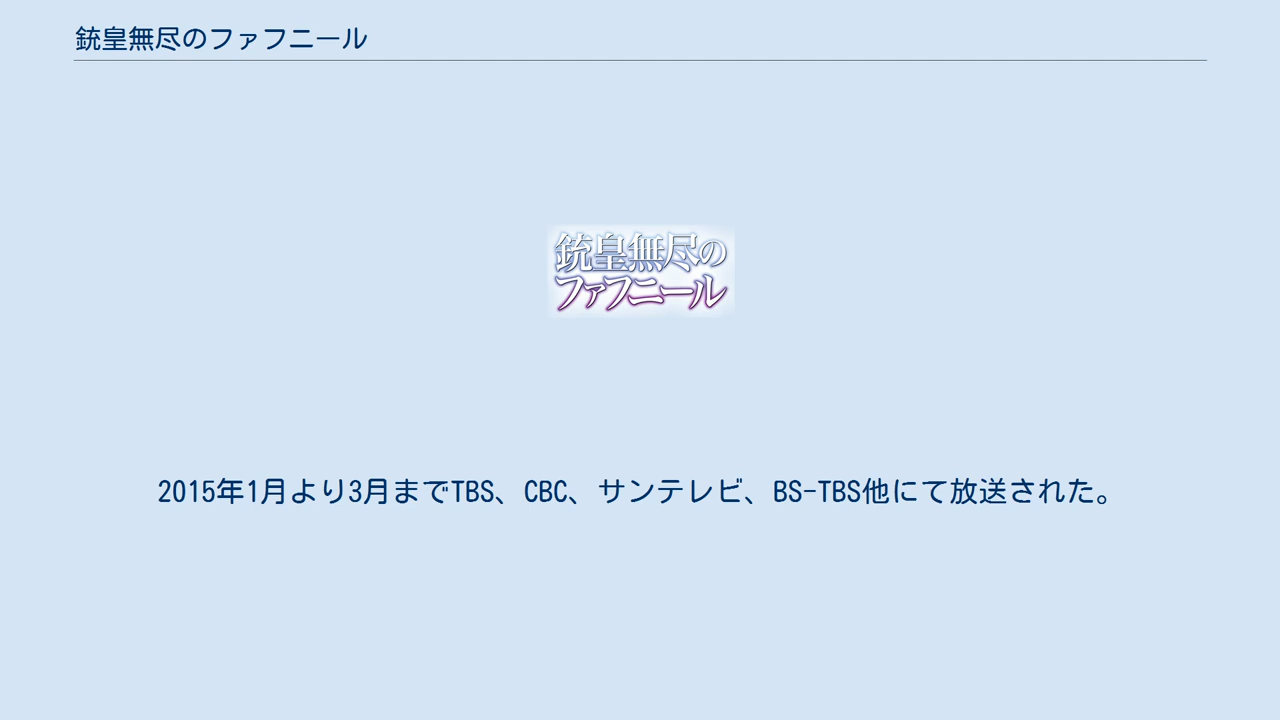 銃皇無尽のファフニール
銃皇無尽の
ファフニール
2015年1月より3月までTBS、CBC、サンテレビ、BS-TBS他にて放送された。